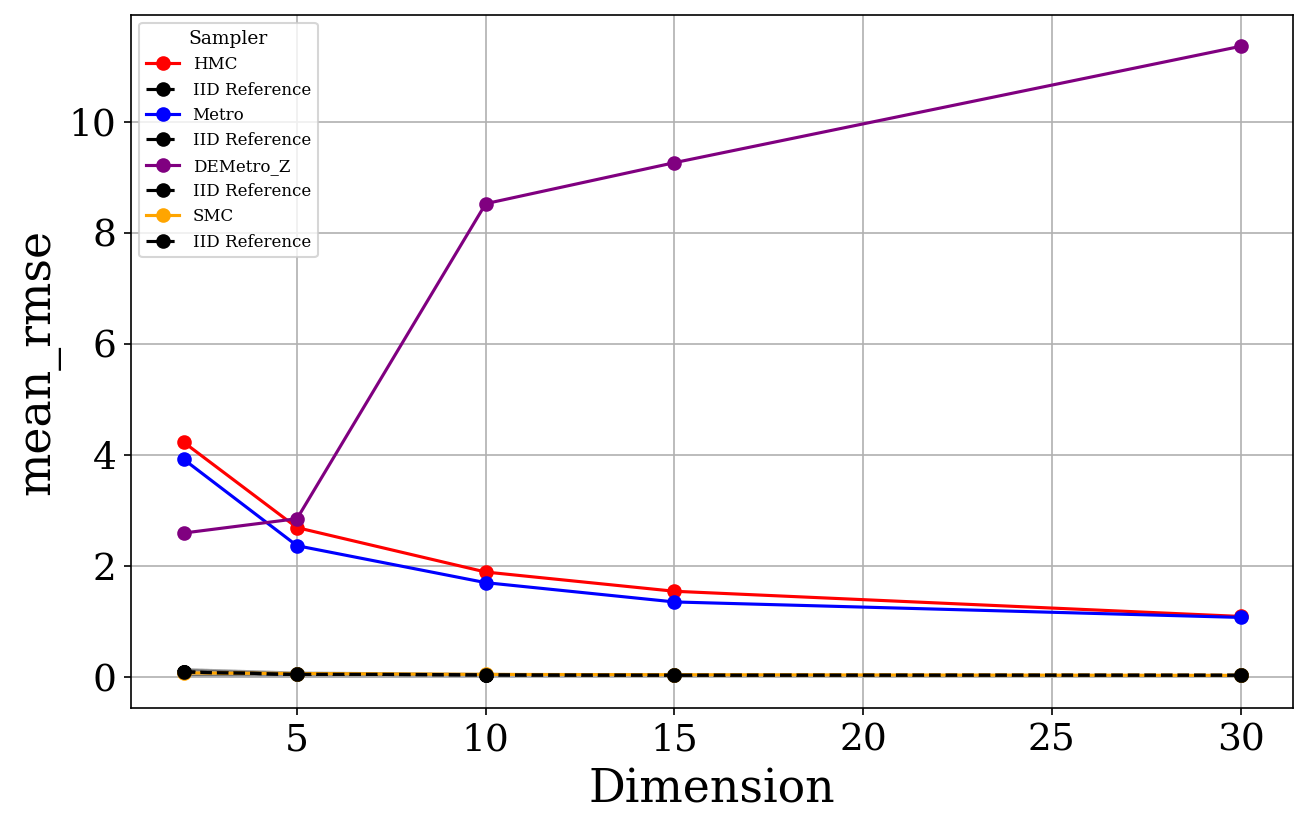 Sampler
HMC
IID Reference
Metro
IID Reference
DEMetro_Z
IID Reference
SMC
IID Reference
mean_rmse
10
8
6
4
2
0
5 10 15 20 25 30
Dimension